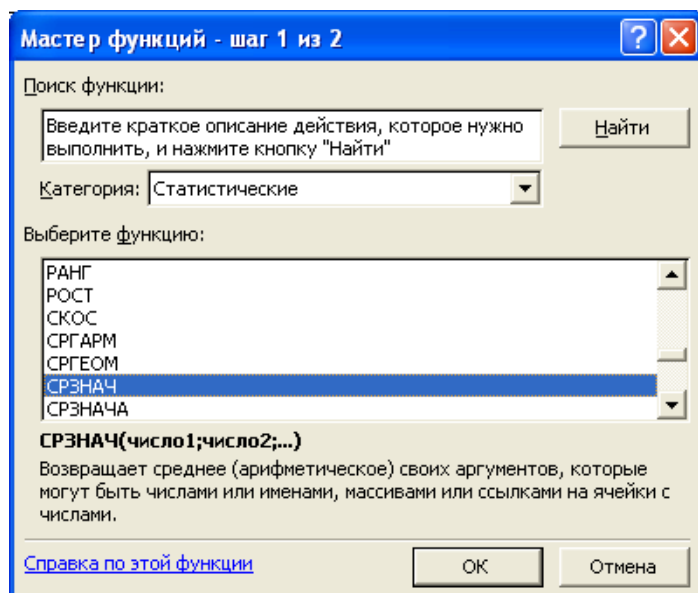 Мастер функций - шаг 1 из 2
Поиск функции:
Введите краткое описание действия, которое нужно
выполнить, и нажмите кнопку "Найти"
Найти
Категория: Статистические
Выберите функцию:
РАНГ
РОСТ
СКОС
СРГАРМ
СРГЕОМ
СРЗНАЧ
СРЗНАЧА
СРЗНАЧ(число1;число2;...)
Возвращает среднее (арифметическое) своих аргументов, которые
могут быть числами или именами, массивами или ссылками на ячейки с
числами.
Справка по этой функции
ОК
Отмена